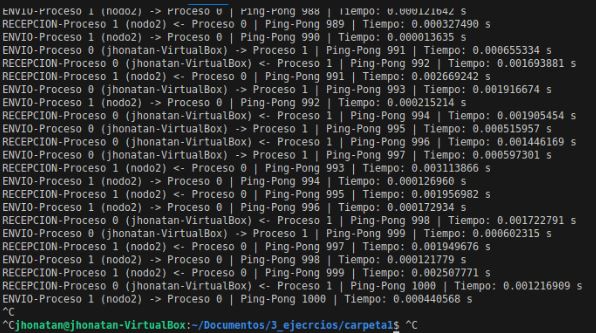 ENVIO-Proceso 1 (nodo2) -> Proceso 0 | Ping-Pong 988 | Tiempo: 0.000121642 s
RECEPCION-Proceso 1 (nodo2) <- Proceso 0 | Ping-Pong 989 | Tiempo: 0.000327490 s
ENVIO-Proceso 1 (nodo2) -> Proceso 0 | Ping-Pong 990 | Tiempo: 0.000013635 s
ENVIO-Proceso 0 (jhonatan-VirtualBox) -> Proceso 1 | Ping-Pong 991 | Tiempo: 0.000655334 s
RECEPCION-Proceso 0 (jhonatan-VirtualBox) <- Proceso 1 | Ping-Pong 992 | Tiempo: 0.001693881 s
RECEPCION-Proceso 1 (nodo2) <- Proceso 0 | Ping-Pong 991 | Tiempo: 0.002669242 s
ENVIO-Proceso 0 (jhonatan-VirtualBox) -> Proceso 1 | Ping-Pong 993 | Tiempo: 0.001916674 s
ENVIO-Proceso 1 (nodo2) -> Proceso 0 | Ping-Pong 992 | Tiempo: 0.000215214 s
RECEPCION-Proceso 0 (jhonatan-VirtualBox) <- Proceso 1 | Ping-Pong 994 | Tiempo: 0.001905454 s
ENVIO-Proceso 0 (jhonatan-VirtualBox) -> Proceso 1 | Ping-Pong 995 | Tiempo: 0.000515957 s
RECEPCION-Proceso 0 (jhonatan-VirtualBox) <- Proceso 1 | Ping-Pong 996 | Tiempo: 0.001446169 s
ENVIO-Proceso 0 (jhonatan-VirtualBox) -> Proceso 1 | Ping-Pong 997 | Tiempo: 0.000597301 s
RECEPCION-Proceso 1 (nodo2) <- Proceso 0 | Ping-Pong 993 | Tiempo: 0.003113866 s
ENVIO-Proceso 1 (nodo2) -> Proceso 0 | Ping-Pong 994 | Tiempo: 0.000126960 s
RECEPCION-Proceso 1 (nodo2) <- Proceso 0 | Ping-Pong 995 | Tiempo: 0.001956982 s
ENVIO-Proceso 1 (nodo2) -> Proceso 0 | Ping-Pong 996 | Tiempo: 0.000172934 s
RECEPCION-Proceso 0 (jhonatan-VirtualBox) <- Proceso 1 | Ping-Pong 998 | Tiempo: 0.001722791 s
ENVIO-Proceso 0 (jhonatan-VirtualBox) -> Proceso 1 | Ping-Pong 999 | Tiempo: 0.000602315 s
RECEPCION-Proceso 1 (nodo2) <- Proceso 0 | Ping-Pong 997 | Tiempo: 0.001949676 s
ENVIO-Proceso 1 (nodo2) -> Proceso 0 | Ping-Pong 998 | Tiempo: 0.000121779 s
RECEPCION-Proceso 1 (nodo2) <- Proceso 0 | Ping-Pong 999 | Tiempo: 0.002507771 s
RECEPCION-Proceso 0 (jhonatan-VirtualBox) <- Proceso 1 | Ping-Pong 1000 | Tiempo: 0.001216909 s
ENVIO-Proceso 1 (nodo2) -> Proceso 0 | Ping-Pong 1000 | Tiempo: 0.000440568 s
^C
^Cjhonatan@jhonatan-VirtualBox:~/Documentos/3_ejecrcios/carpeta1$ ^C